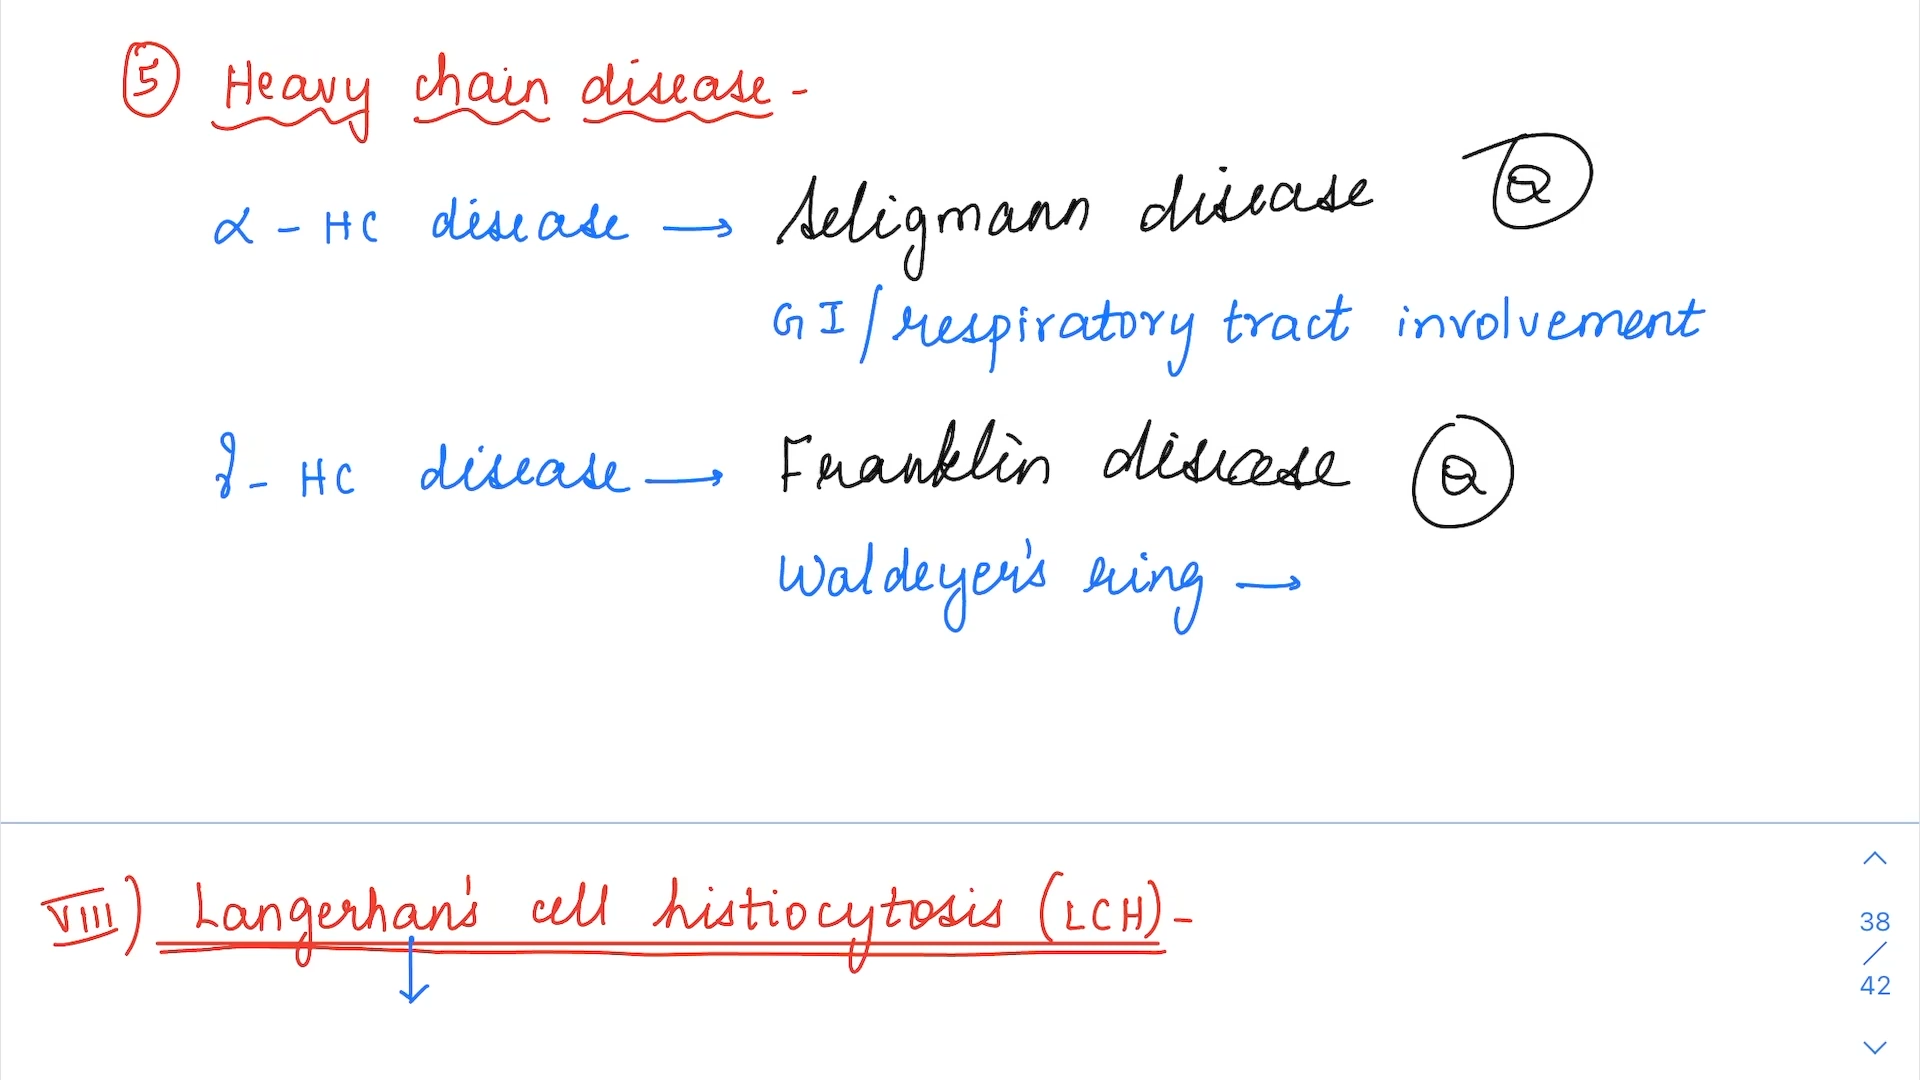 ⑤ Heavy chain disease -
α - HC disease → Seligmann disease Ⓠ
GI/respiratory tract involvement
γ - HC disease → Franklin disease Ⓠ
Waldeyer's ring →
VIII) Langerhan's cell histiocytosis (LCH) -
↓
38
/
42